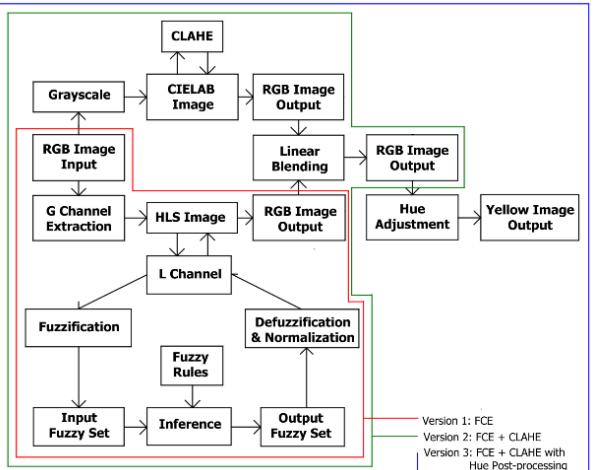 CLAHE
Grayscale
CIELAB
Image
RGB Image
Output
RGB Image
Input
Linear
Blending
RGB Image
Output
G Channel
Extraction
HLS Image
RGB Image
Output
Hue
Adjustment
Yellow Image
Output
L Channel
Fuzzification
Defuzzification
& Normalization
Fuzzy
Rules
Input
Fuzzy Set
Inference
Output
Fuzzy Set
Version 1: FCE
Version 2: FCE + CLAHE
Version 3: FCE + CLAHE with
Hue Post-processing